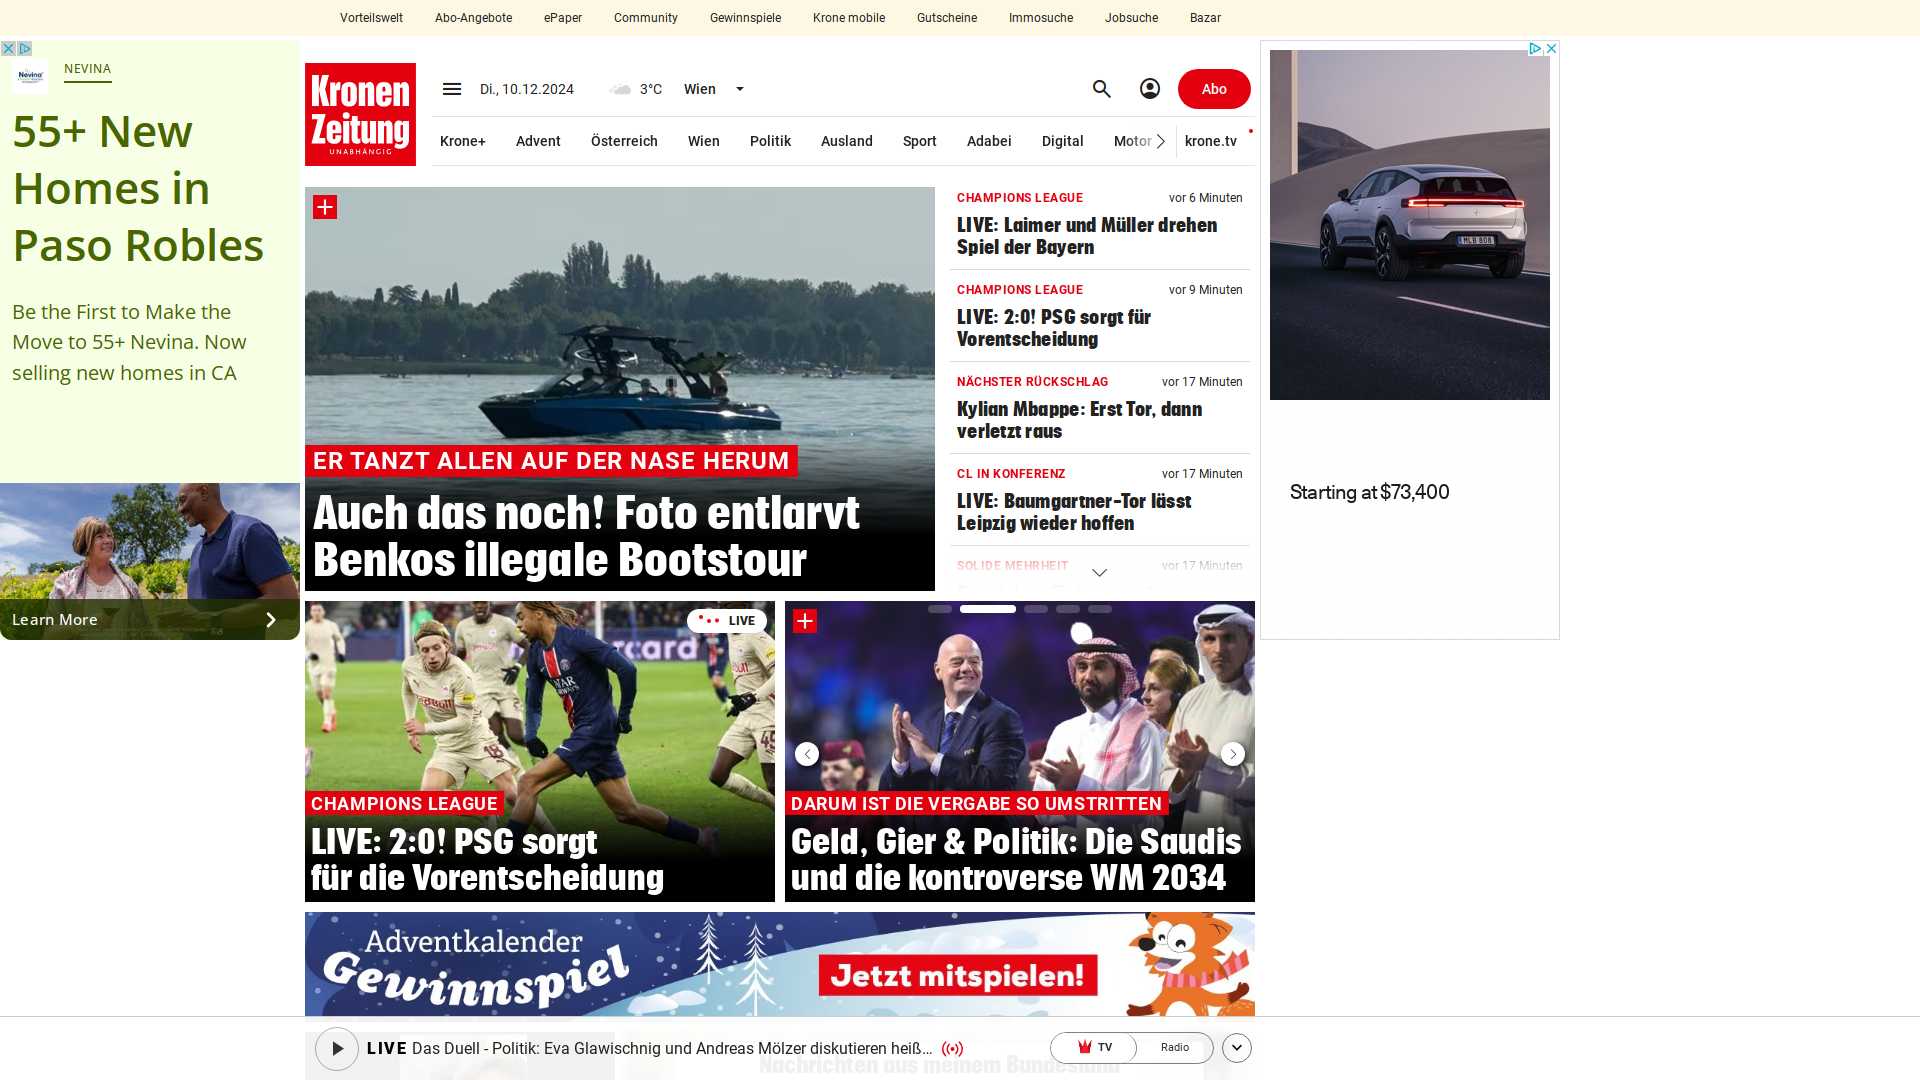 Vorteilswelt Abo-Angebote ePaper Community Gewinnspiele Krone mobile Gutscheine Immosuche Jobsuche Bazar
Nevina
NEVINA
55+ New
Homes in
Paso Robles
Be the First to Make the
Move to 55+ Nevina. Now
selling new homes in CA
Learn More
Kronen
Zeitung
UNABHÄNGIG
Di., 10.12.2024 3°C Wien Abo
Krone+ Advent Österreich Wien Politik Ausland Sport Adabei Digital Motor krone.tv
ER TANZT ALLEN AUF DER NASE HERUM
Auch das noch! Foto entlarvt
Benkos illegale Bootstour
CHAMPIONS LEAGUE vor 6 Minuten
LIVE: Laimer und Müller drehen
Spiel der Bayern
CHAMPIONS LEAGUE vor 9 Minuten
LIVE: 2:0! PSG sorgt für
Vorentscheidung
NÄCHSTER RÜCKSCHLAG vor 17 Minuten
Kylian Mbappe: Erst Tor, dann
verletzt raus
CL IN KONFERENZ vor 17 Minuten
LIVE: Baumgartner-Tor lässt
Leipzig wieder hoffen
SOLIDE MEHRHEIT vor 17 Minuten
Starting at $73,400
LIVE
CHAMPIONS LEAGUE
LIVE: 2:0! PSG sorgt
für die Vorentscheidung
DARUM IST DIE VERGABE SO UMSTRITTEN
Geld, Gier & Politik: Die Saudis
und die kontroverse WM 2034
Adventkalender
Gewinnspiel
Jetzt mitspielen!
LIVE Das Duell - Politik: Eva Glawischnig und Andreas Mölzer diskutieren heiß...
TV Radio
Nachrichten aus meinem Bundesland